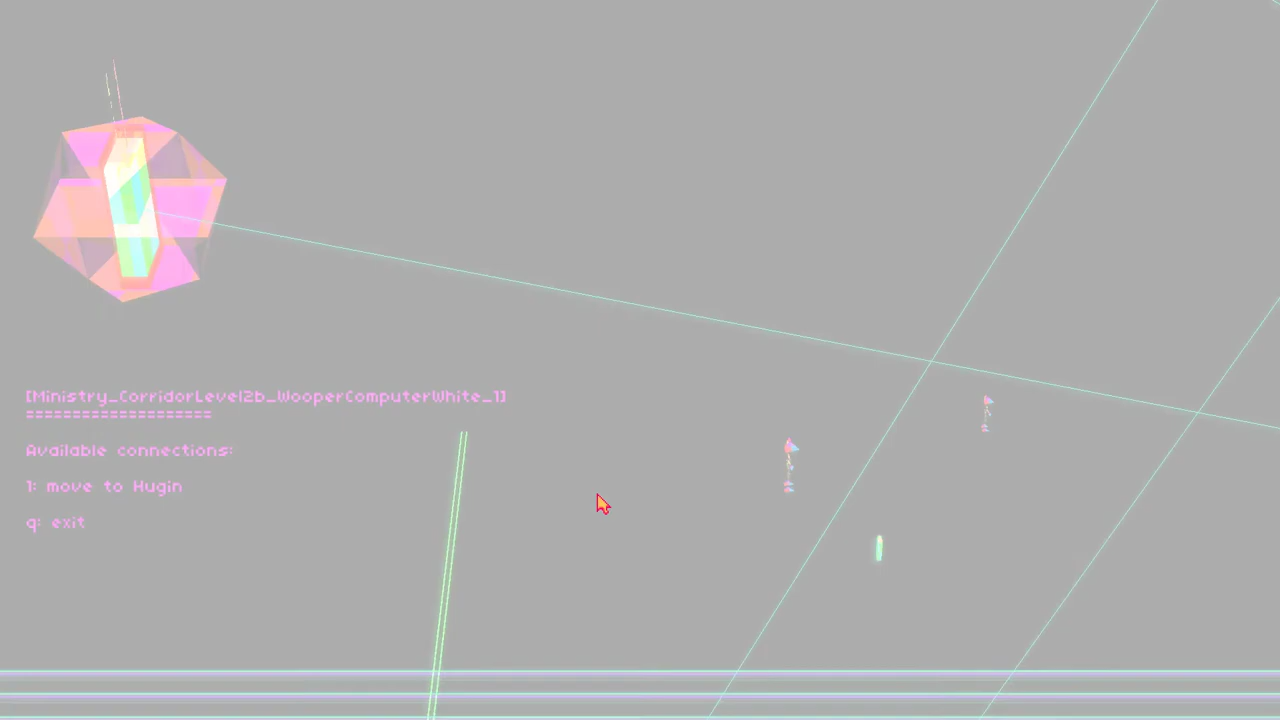 [Ministry_CorridorLevel2b_WooperComputerWhite_1]
====================
Available connections:
1: move to Hugin
q: exit